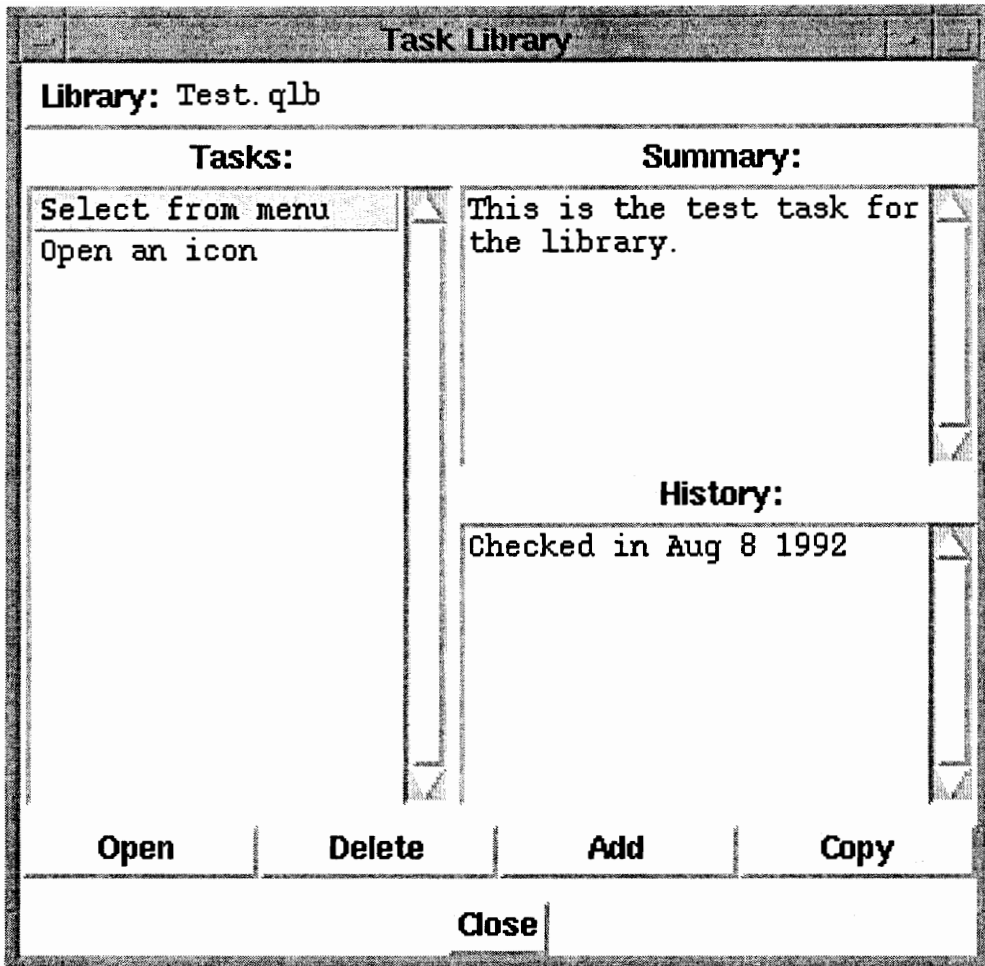 Task Library
Library: Test.qlb
Tasks:
Select from menu
Open an icon
Summary:
This is the test task for
the library.
History:
Checked in Aug 8 1992
Open Delete Add Copy
Close